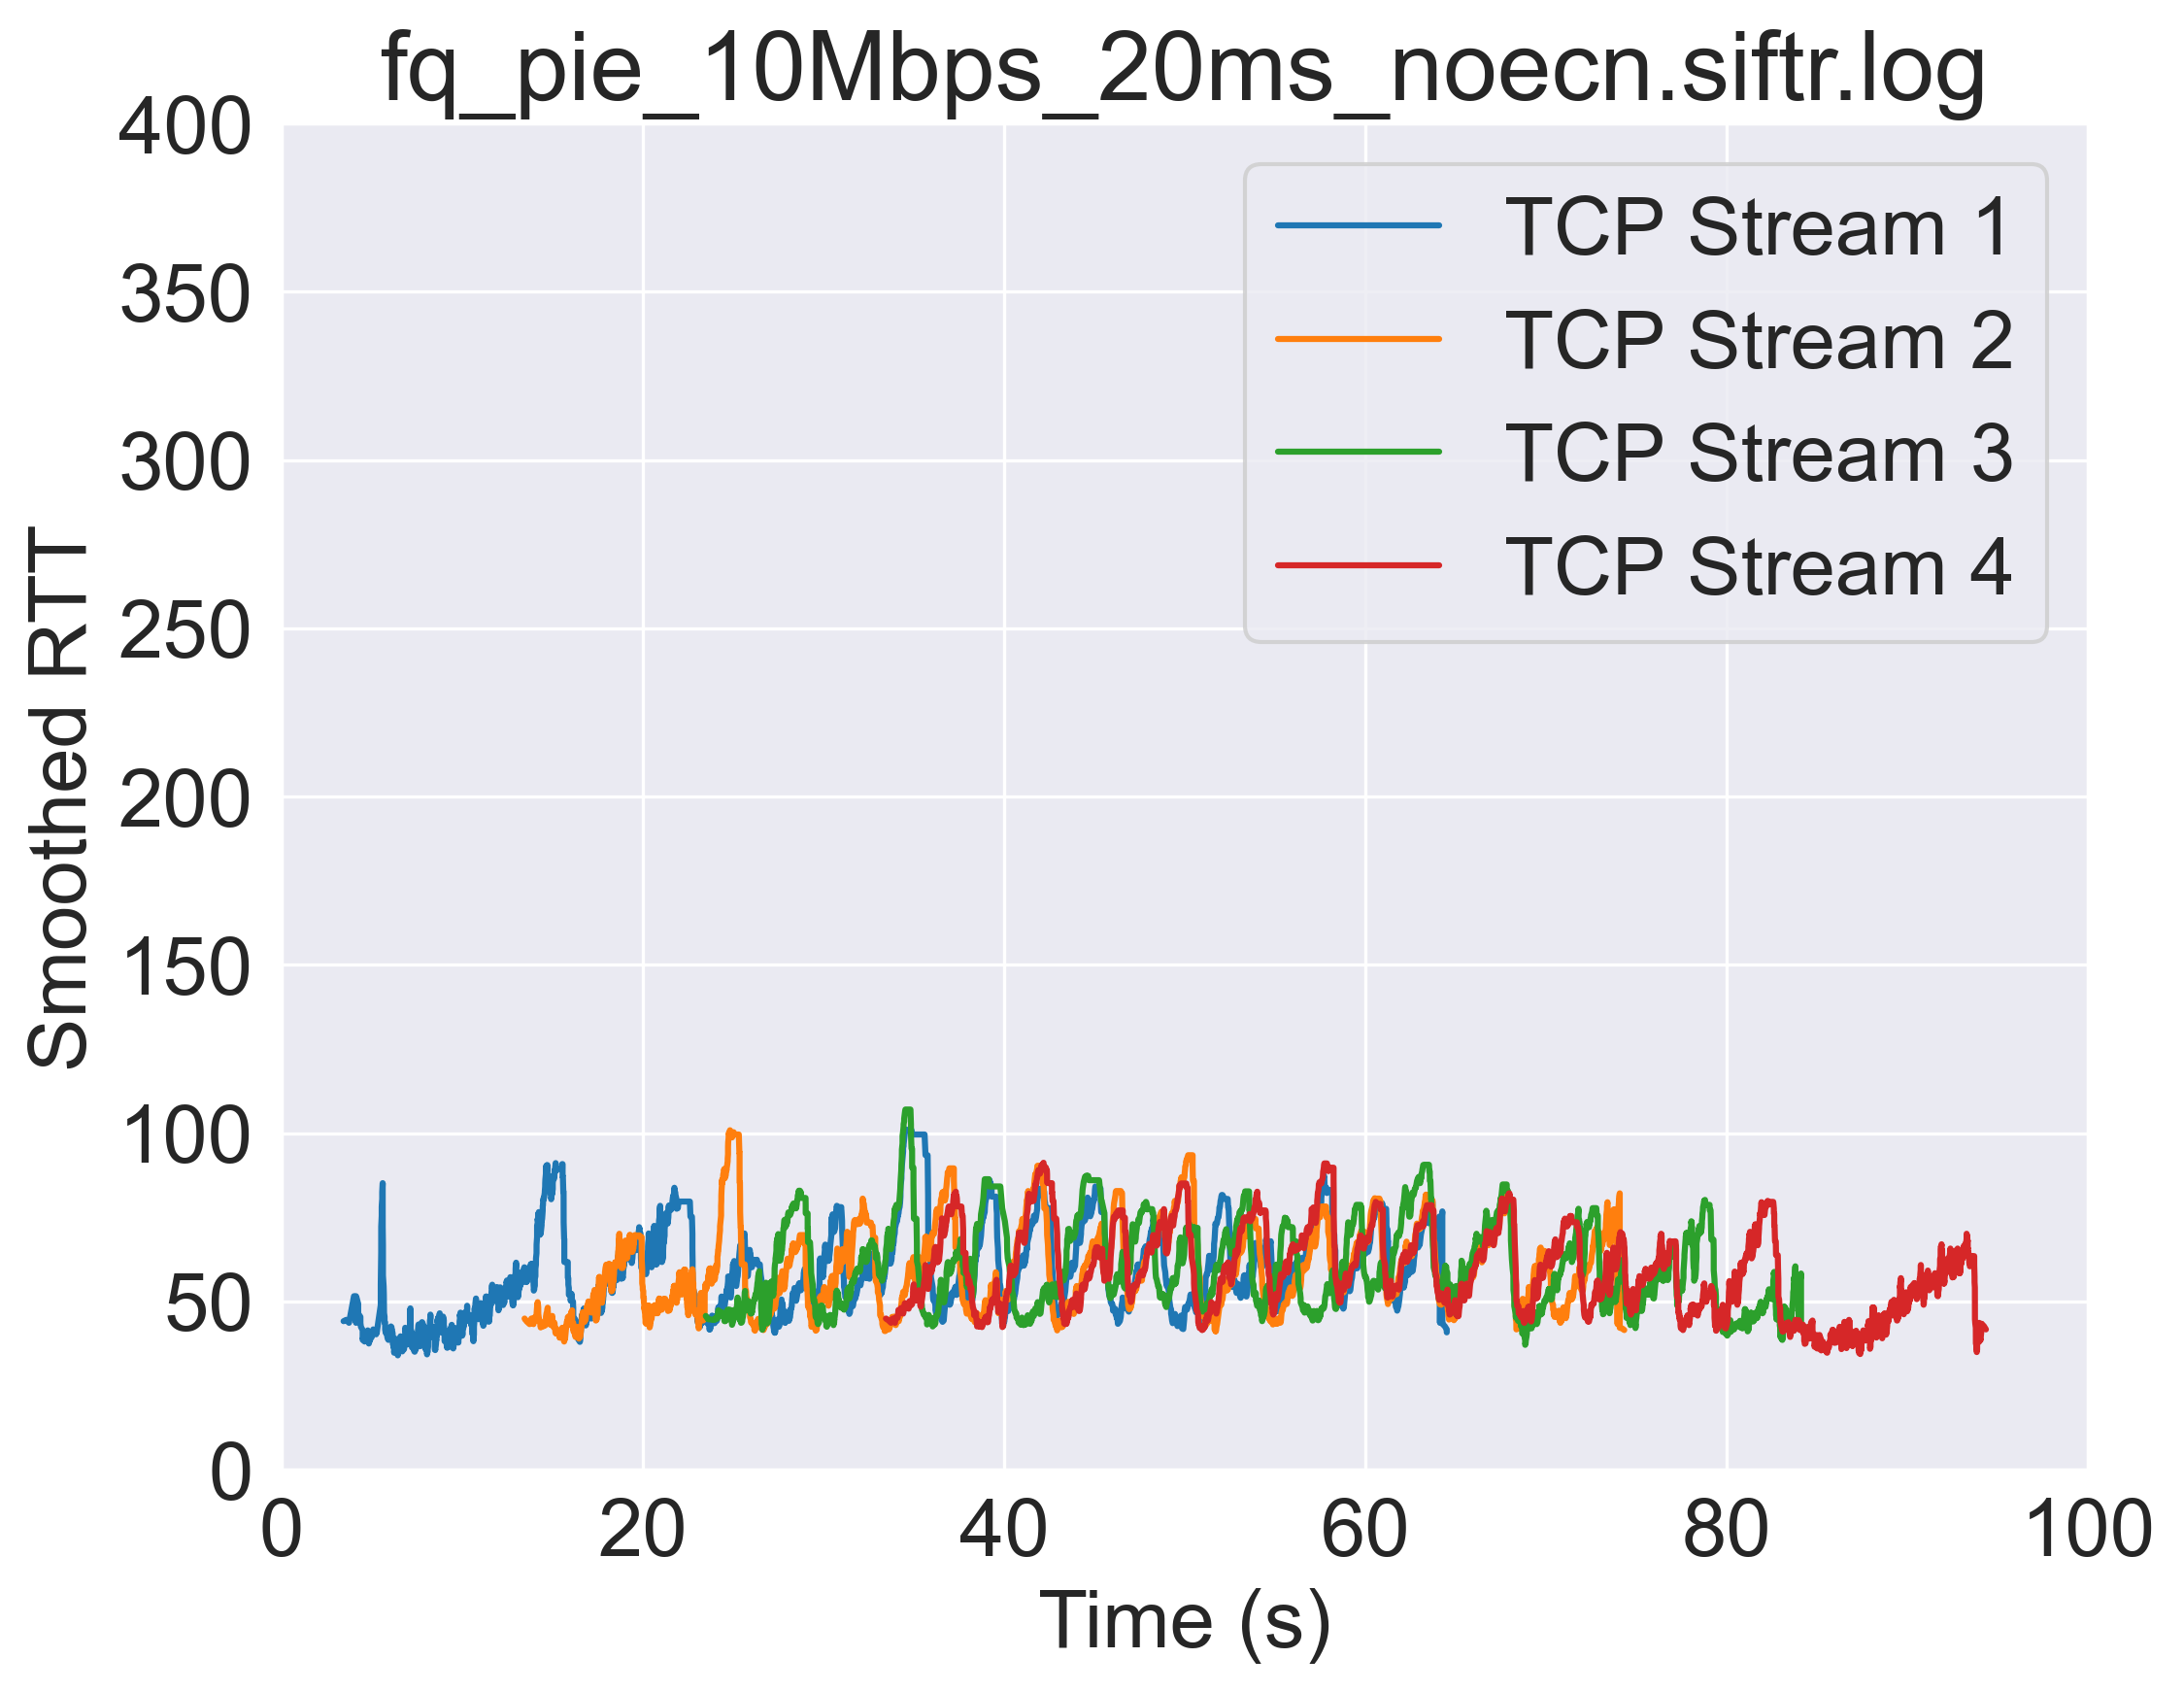 fq_pie_10Mbps_20ms_noecn.siftr.log
400
350
300
250
200
150
100
50
0
Smoothed RTT
TCP Stream 1
TCP Stream 2
TCP Stream 3
TCP Stream 4
0 20 40 60 80 100
Time (s)